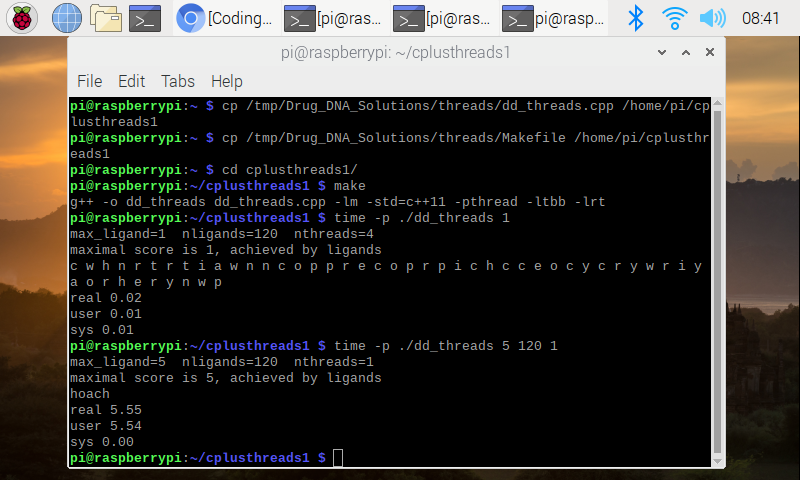 [Coding...
[pi@ras...
[pi@ras...
pi@rasp...
08:41
pi@raspberrypi: ~/cplusthreads1
File Edit Tabs Help
pi@raspberrypi:~ $ cp /tmp/Drug_DNA_Solutions/threads/dd_threads.cpp /home/pi/cp
lusthreads1
pi@raspberrypi:~ $ cp /tmp/Drug_DNA_Solutions/threads/Makefile /home/pi/cplusthr
eads1
pi@raspberrypi:~ $ cd cplusthreads1/
pi@raspberrypi:~/cplusthreads1 $ make
g++ -o dd_threads dd_threads.cpp -lm -std=c++11 -pthread -ltbb -lrt
pi@raspberrypi:~/cplusthreads1 $ time -p ./dd_threads 1
max_ligand=1  nligands=120  nthreads=4
maximal score is 1, achieved by ligands
c w h n r t r t i a w n n c o p p r e c o p r p i c h c c e o c y c r y w r i y
a o r h e r y n w p
real 0.02
user 0.01
sys 0.01
pi@raspberrypi:~/cplusthreads1 $ time -p ./dd_threads 5 120 1
max_ligand=5  nligands=120  nthreads=1
maximal score is 5, achieved by ligands
hoach
real 5.55
user 5.54
sys 0.00
pi@raspberrypi:~/cplusthreads1 $